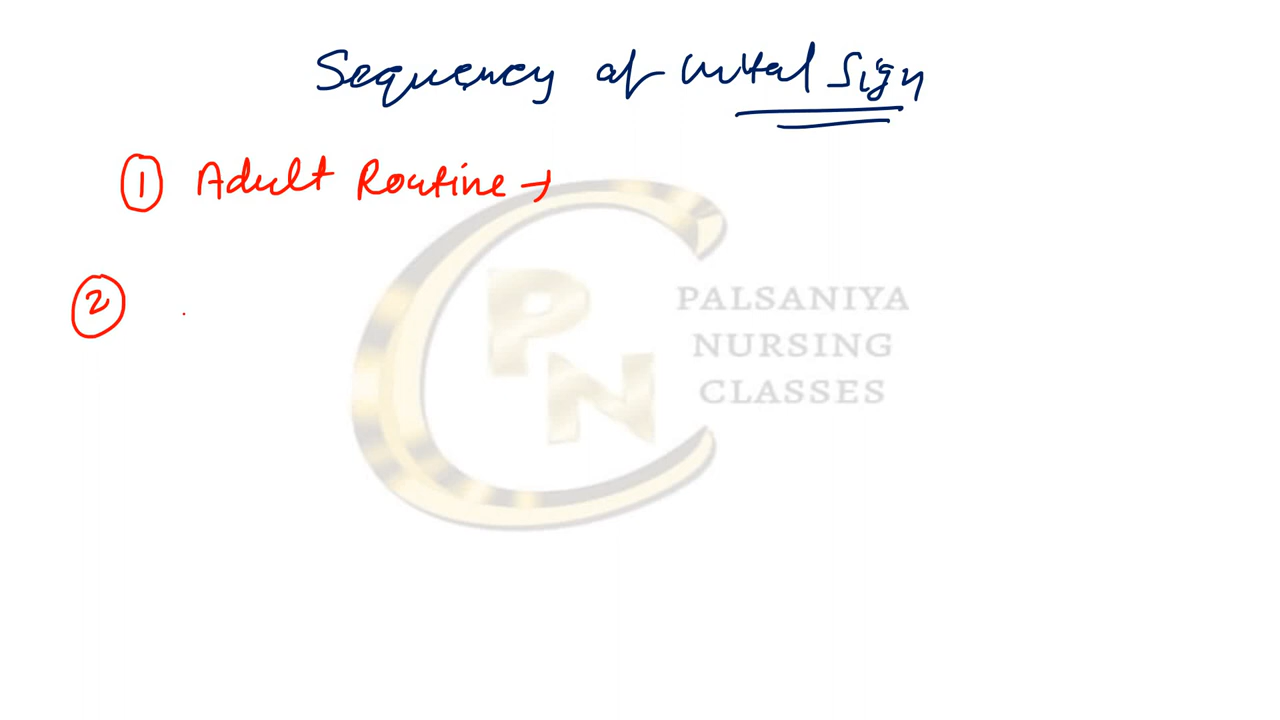 Sequency of vital Sign
① Adult Routine →
②
PALSANIYA
NURSING
CLASSES
C
P
N